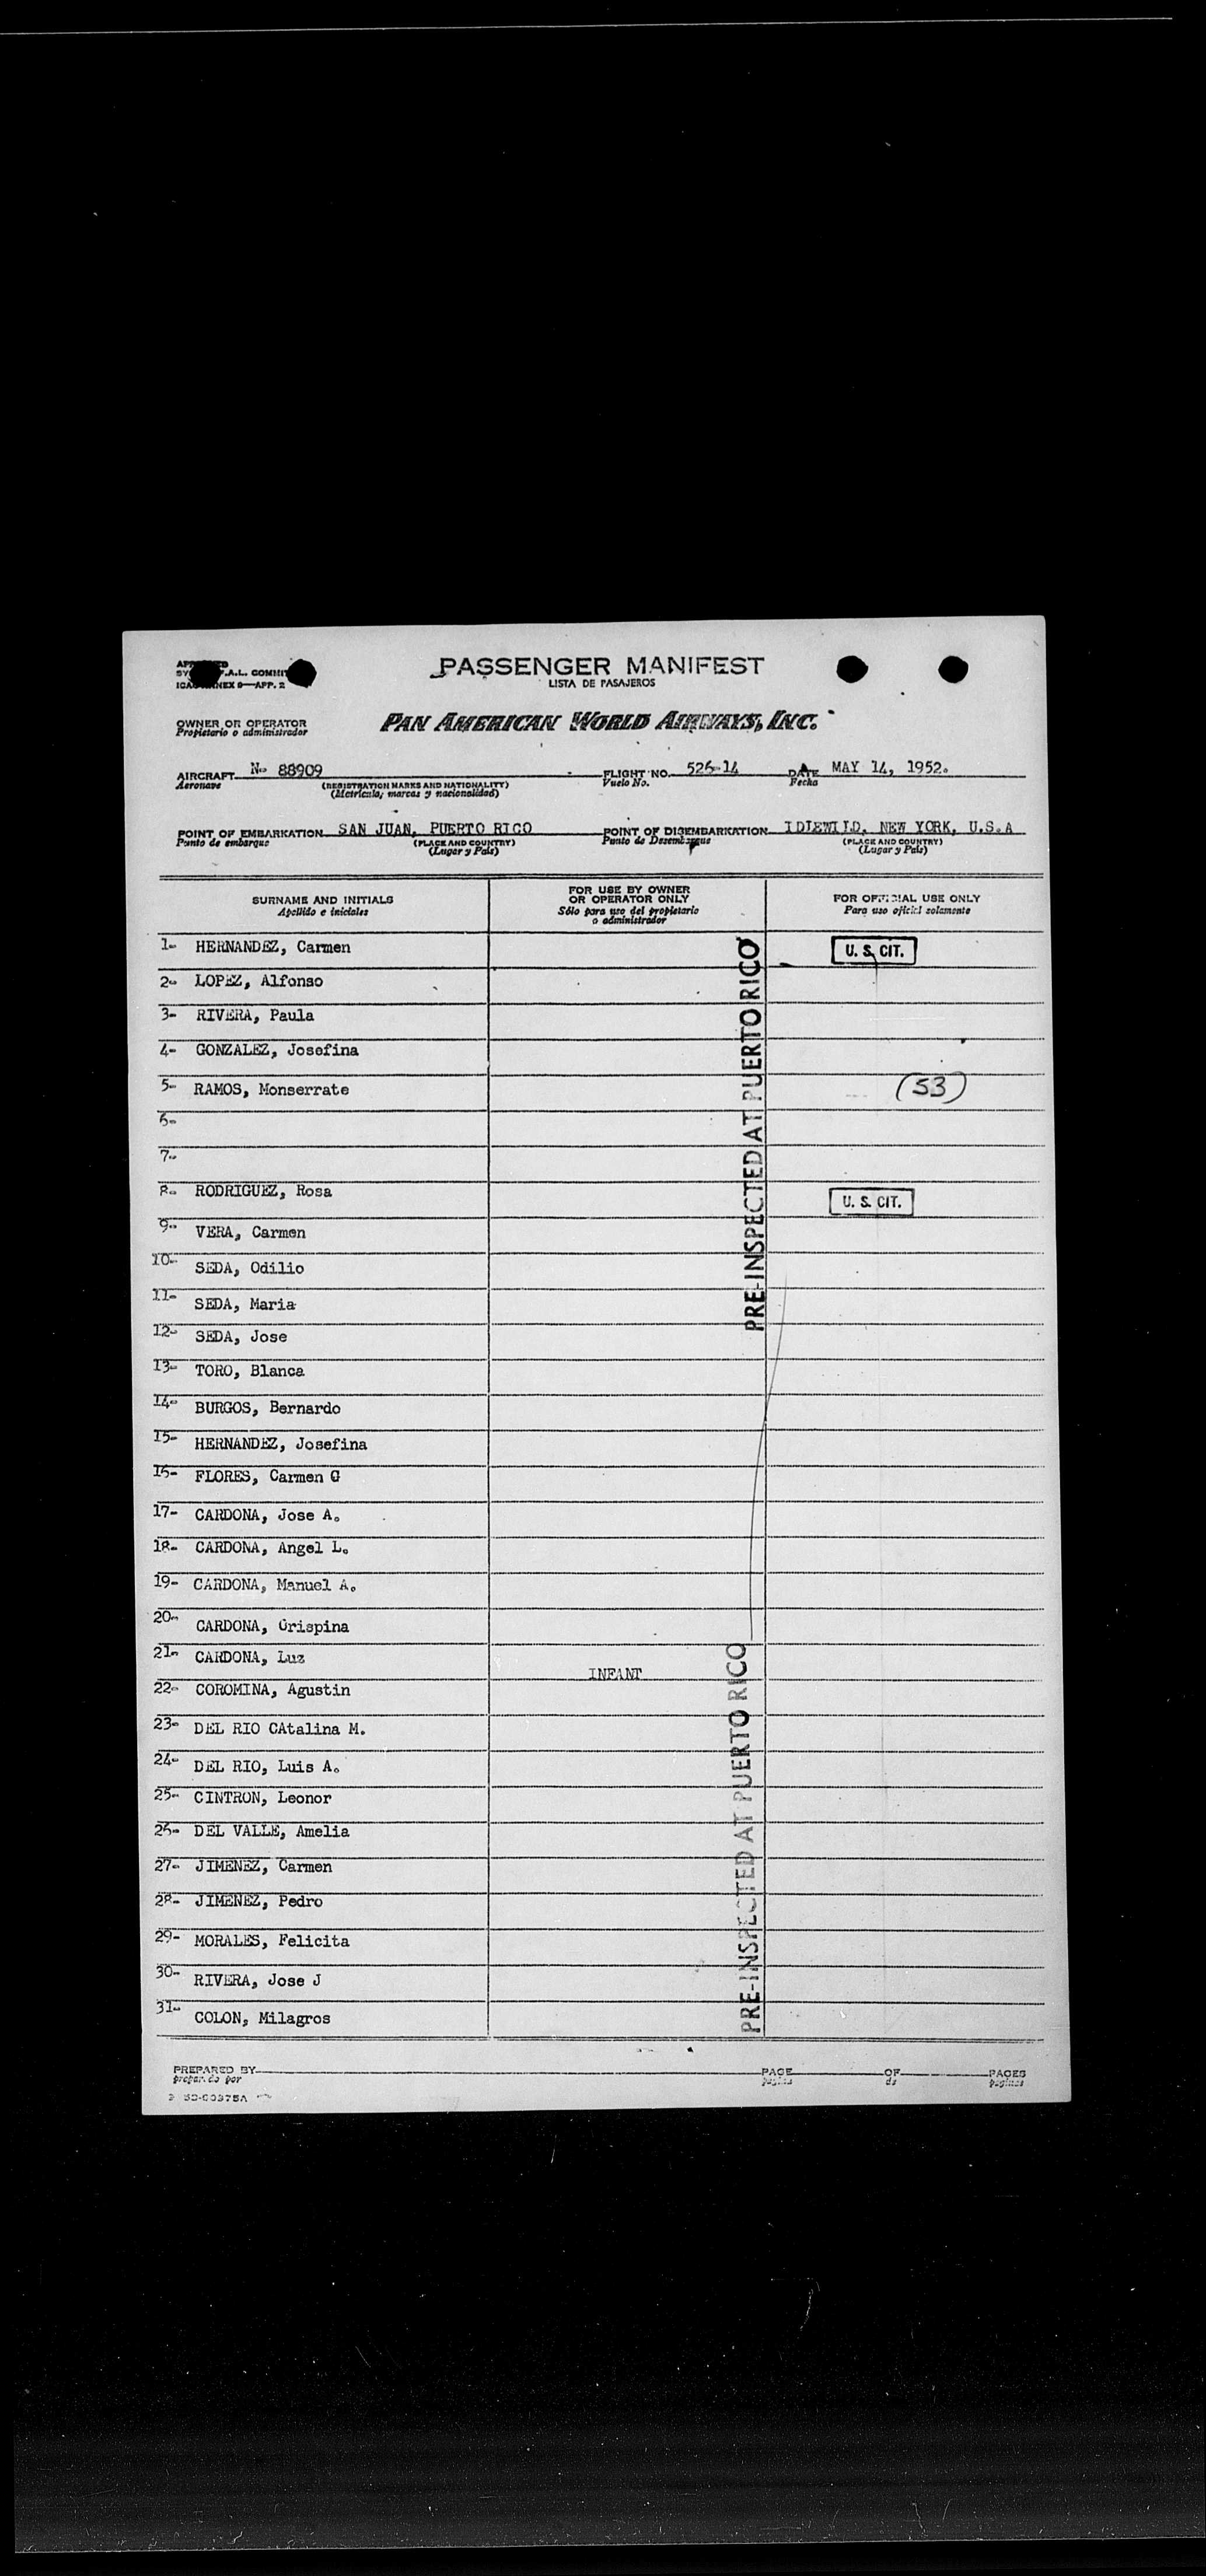 PASSENGER MANIFEST
LISTA DE PASAJEROS
APP. 2
OWNER OR OPERATOR
Propietario o administrador
PAN AMERICAN WORLD AIRWAYS, INC.
AIRCRAFT N- 88909 FLIGHT NO. 526-14 DATE MAY 14, 1952.
Aeronave (REGISTRATION MARKS AND NATIONALITY) Vuelo No. Fecha
(Matrícula, marcas y nacionalidad)
POINT OF EMBARKATION SAN JUAN, PUERTO RICO POINT OF DISEMBARKATION IDLEWILD, NEW YORK, U.S.A
Punto de embarque (PLACE AND COUNTRY) Punto de Desembarque (PLACE AND COUNTRY)
(Lugar y País) (Lugar y País)
SURNAME AND INITIALS FOR USE BY OWNER OR OPERATOR ONLY FOR OFFICIAL USE ONLY
Apellido e iniciales Sólo para uso del propietario o administrador Para uso oficial solamente
1- HERNANDEZ, Carmen U. S. CIT.
2- LOPEZ, Alfonso
3- RIVERA, Paula
4- GONZALEZ, Josefina
5- RAMOS, Monserrate (53)
6-
7-
8- RODRIGUEZ, Rosa U. S. CIT.
9- VERA, Carmen
10- SEDA, Odilio
11- SEDA, Maria
12- SEDA, Jose
13- TORO, Blanca
14- BURGOS, Bernardo
15- HERNANDEZ, Josefina
16- FLORES, Carmen G
17- CARDONA, Jose A.
18- CARDONA, Angel L.
19- CARDONA, Manuel A.
20- CARDONA, Crispina
21- CARDONA, Luz INFANT
22- COROMINA, Agustin
23- DEL RIO CAtalina M.
24- DEL RIO, Luis A.
25- CINTRON, Leonor
26- DEL VALLE, Amelia
27- JIMENEZ, Carmen
28- JIMENEZ, Pedro
29- MORALES, Felicita
30- RIVERA, Jose J
31- COLON, Milagros
PRE-INSPECTED AT PUERTO RICO
PRE-INSPECTED AT PUERTO RICO
PREPARED BY PAGE OF PAGES
preparado por página de páginas